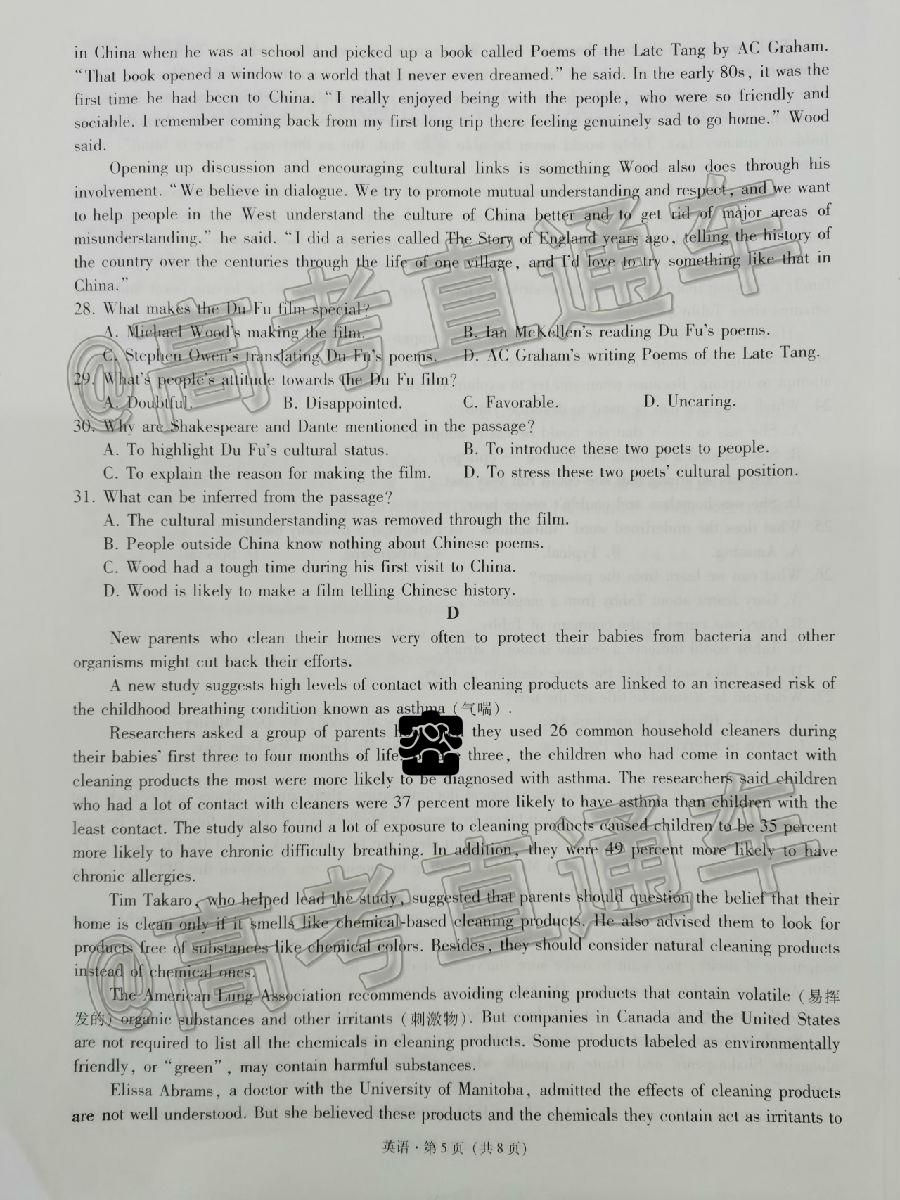 in China when he was at school and picked up a book called Poems of the Late Tang by AC Graham.
“That book opened a window to a world that I never even dreamed.” he said. In the early 80s, it was the
first time he had been to China. “I really enjoyed being with the people, who were so friendly and
sociable. I remember coming back from my first long trip there feeling genuinely sad to go home.” Wood
said.
Opening up discussion and encouraging cultural links is something Wood also does through his
involvement. “We believe in dialogue. We try to promote mutual understanding and respect, and we want
to help people in the West understand the culture of China better and to get rid of major areas of
misunderstanding.” he said. “I did a series called The Story of England years ago, telling the history of
the country over the centuries through the life of one village, and I'd love to try something like that in
China.”
28. What makes the Du Fu film special?
A. Michael Wood's making the film. B. Ian McKellen's reading Du Fu's poems.
C. Stephen Owen's translating Du Fu's poems. D. AC Graham's writing Poems of the Late Tang.
29. What's people's attitude towards the Du Fu film?
A. Doubtful. B. Disappointed. C. Favorable. D. Uncaring.
30. Why are Shakespeare and Dante mentioned in the passage?
A. To highlight Du Fu's cultural status. B. To introduce these two poets to people.
C. To explain the reason for making the film. D. To stress these two poets' cultural position.
31. What can be inferred from the passage?
A. The cultural misunderstanding was removed through the film.
B. People outside China know nothing about Chinese poems.
C. Wood had a tough time during his first visit to China.
D. Wood is likely to make a film telling Chinese history.
D
New parents who clean their homes very often to protect their babies from bacteria and other
organisms might cut back their efforts.
A new study suggests high levels of contact with cleaning products are linked to an increased risk of
the childhood breathing condition known as asthma (气喘).
Researchers asked a group of parents they used 26 common household cleaners during
their babies' first three to four months of life three, the children who had come in contact with
cleaning products the most were more likely to be diagnosed with asthma. The researchers said children
who had a lot of contact with cleaners were 37 percent more likely to have asthma than children with the
least contact. The study also found a lot of exposure to cleaning products caused children to be 35 percent
more likely to have chronic difficulty breathing. In addition, they were 49 percent more likely to have
chronic allergies.
Tim Takaro, who helped lead the study, suggested that parents should question the belief that their
home is clean only if it smells like chemical-based cleaning products. He also advised them to look for
products free of substances like chemical colors. Besides, they should consider natural cleaning products
instead of chemical ones.
The American Lung Association recommends avoiding cleaning products that contain volatile (易挥
发的) organic substances and other irritants (刺激物). But companies in Canada and the United States
are not required to list all the chemicals in cleaning products. Some products labeled as environmentally
friendly, or “green”, may contain harmful substances.
Elissa Abrams, a doctor with the University of Manitoba, admitted the effects of cleaning products
are not well understood. But she believed these products and the chemicals they contain act as irritants to
英语·第5页(共8页)
@高考直通车
@高考直通车